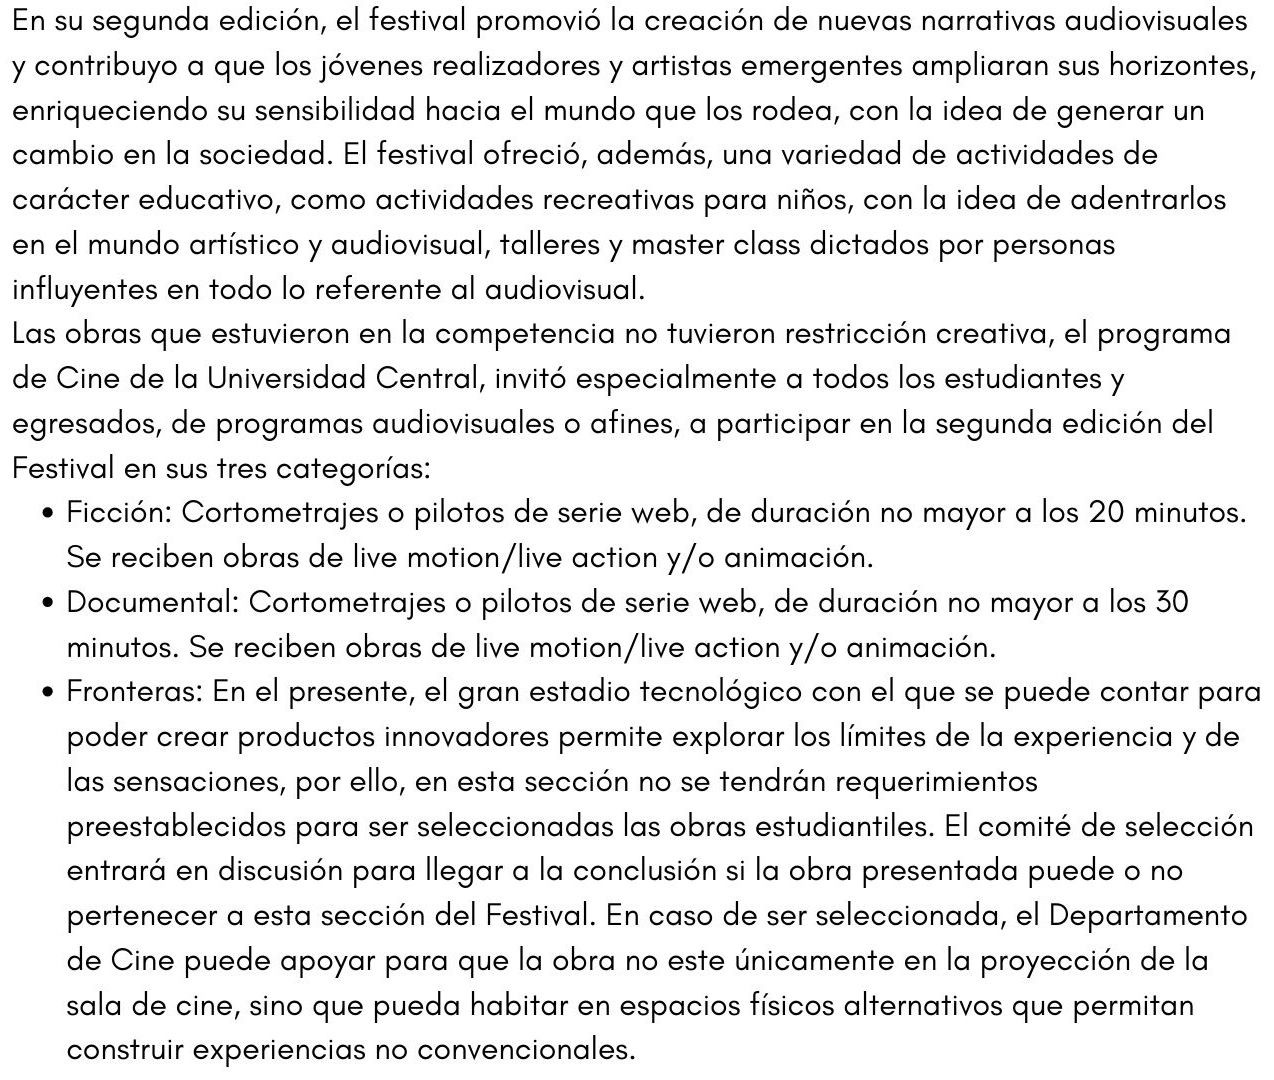 En su segunda edición, el festival promovió la creación de nuevas narrativas audiovisuales
y contribuyo a que los jóvenes realizadores y artistas emergentes ampliaran sus horizontes,
enriqueciendo su sensibilidad hacia el mundo que los rodea, con la idea de generar un
cambio en la sociedad. El festival ofreció, además, una variedad de actividades de
carácter educativo, como actividades recreativas para niños, con la idea de adentrarlos
en el mundo artístico y audiovisual, talleres y master class dictados por personas
influyentes en todo lo referente al audiovisual.
Las obras que estuvieron en la competencia no tuvieron restricción creativa, el programa
de Cine de la Universidad Central, invitó especialmente a todos los estudiantes y
egresados, de programas audiovisuales o afines, a participar en la segunda edición del
Festival en sus tres categorías:
• Ficción: Cortometrajes o pilotos de serie web, de duración no mayor a los 20 minutos.
Se reciben obras de live motion/live action y/o animación.
• Documental: Cortometrajes o pilotos de serie web, de duración no mayor a los 30
minutos. Se reciben obras de live motion/live action y/o animación.
• Fronteras: En el presente, el gran estadio tecnológico con el que se puede contar para
poder crear productos innovadores permite explorar los límites de la experiencia y de
las sensaciones, por ello, en esta sección no se tendrán requerimientos
preestablecidos para ser seleccionadas las obras estudiantiles. El comité de selección
entrará en discusión para llegar a la conclusión si la obra presentada puede o no
pertenecer a esta sección del Festival. En caso de ser seleccionada, el Departamento
de Cine puede apoyar para que la obra no este únicamente en la proyección de la
sala de cine, sino que pueda habitar en espacios físicos alternativos que permitan
construir experiencias no convencionales.